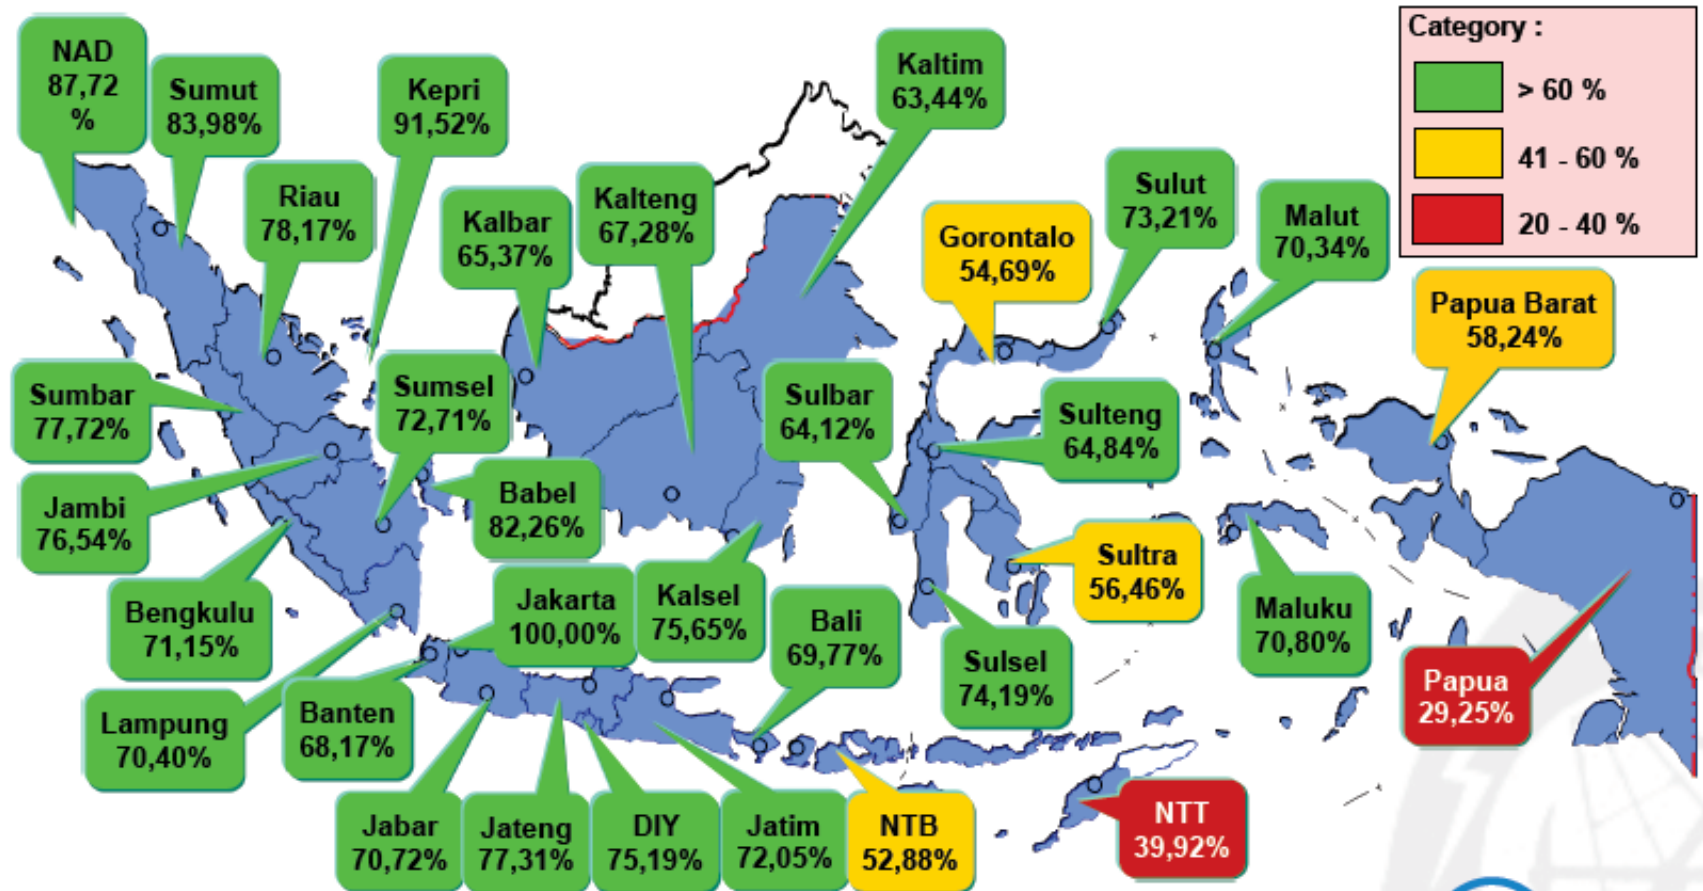 NAD
87,72
%
Sumut
83,98%
Kepri
91,52%
Kaltim
63,44%
Category :
> 60 %
41 - 60 %
20 - 40 %
Riau
78,17%
Kalbar
65,37%
Kalteng
67,28%
Gorontalo
54,69%
Sulut
73,21%
Malut
70,34%
Papua Barat
58,24%
Sumbar
77,72%
Sumsel
72,71%
Sulbar
64,12%
Sulteng
64,84%
Jambi
76,54%
Babel
82,26%
Sultra
56,46%
Bengkulu
71,15%
Jakarta
100,00%
Kalsel
75,65%
Bali
69,77%
Sulsel
74,19%
Maluku
70,80%
Papua
29,25%
Lampung
70,40%
Banten
68,17%
Jabar
70,72%
Jateng
77,31%
DIY
75,19%
Jatim
72,05%
NTB
52,88%
NTT
39,92%